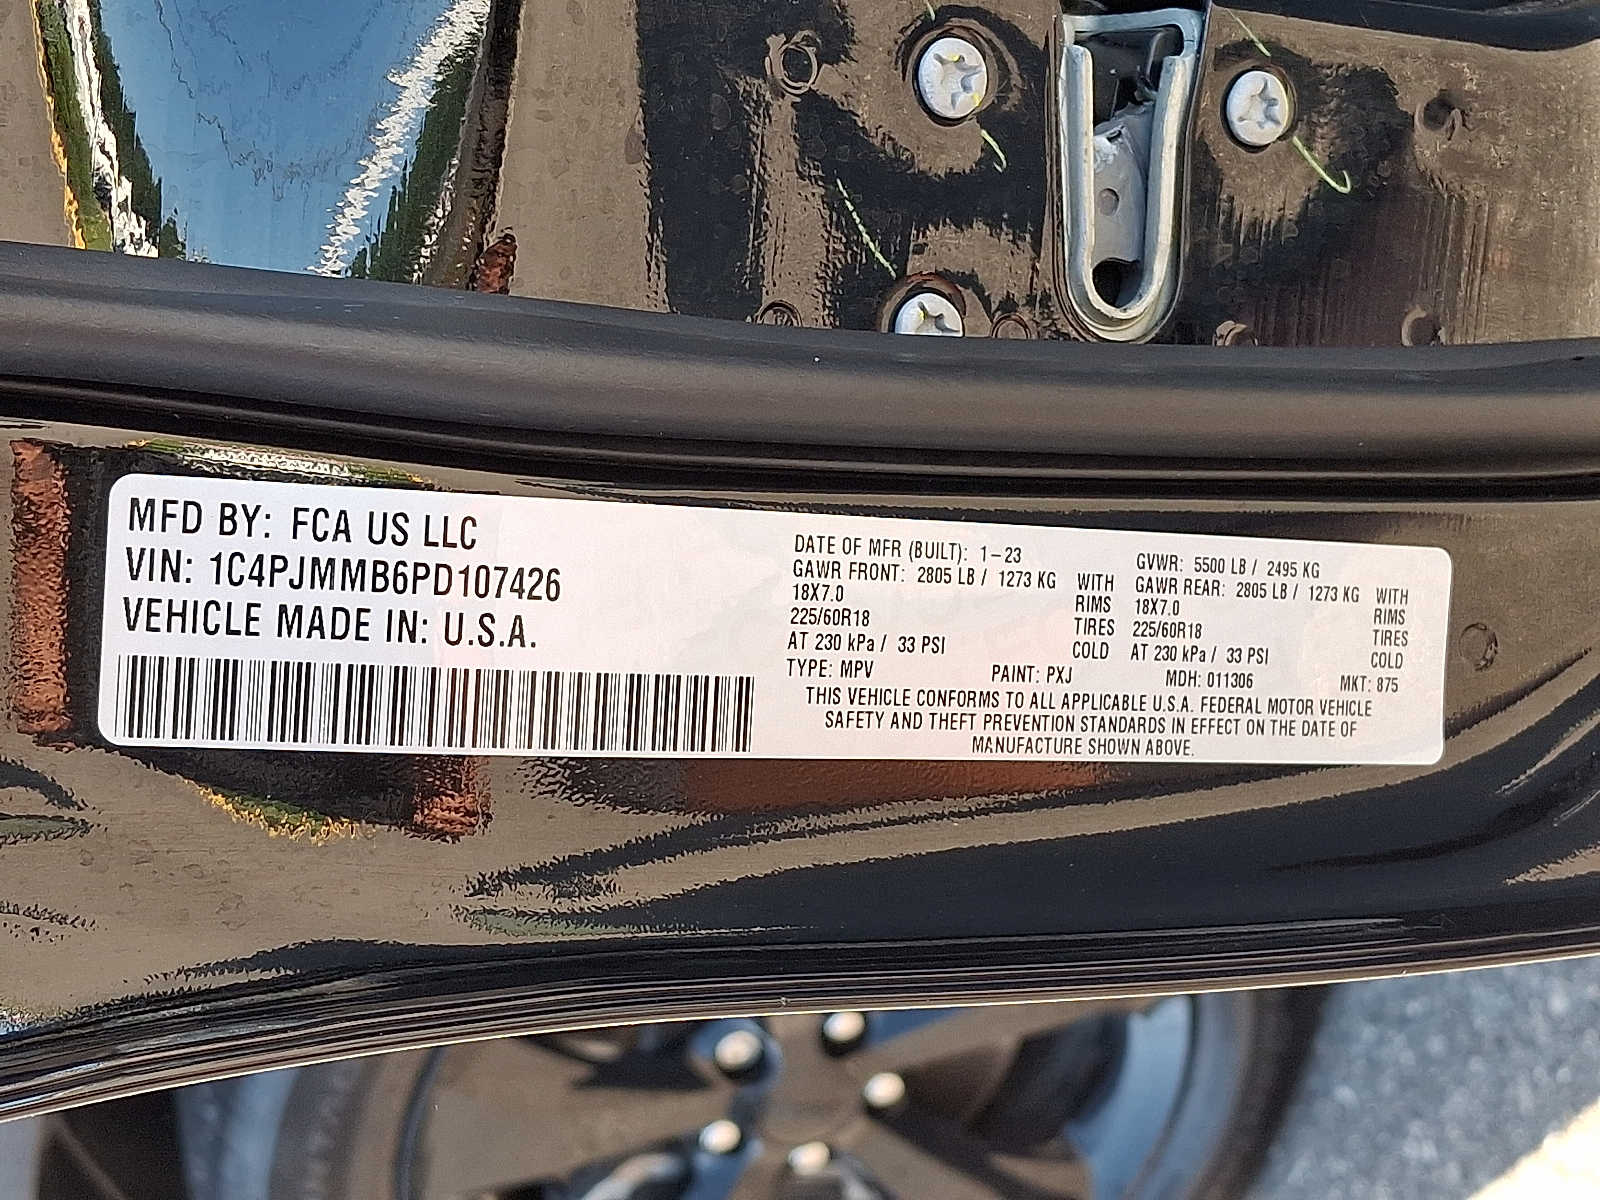 MFD BY: FCA US LLC
VIN: 1C4PJMMB6PD107426
VEHICLE MADE IN: U.S.A.
DATE OF MFR (BUILT): 1-23
GAWR FRONT: 2805 LB / 1273 KG WITH
18X7.0 RIMS
225/60R18 TIRES
AT 230 kPa / 33 PSI COLD
GVWR: 5500 LB / 2495 KG
GAWR REAR: 2805 LB / 1273 KG WITH
18X7.0 RIMS
225/60R18 TIRES
AT 230 kPa / 33 PSI COLD
TYPE: MPV PAINT: PXJ MDH: 011306 MKT: 875
THIS VEHICLE CONFORMS TO ALL APPLICABLE U.S.A. FEDERAL MOTOR VEHICLE
SAFETY AND THEFT PREVENTION STANDARDS IN EFFECT ON THE DATE OF
MANUFACTURE SHOWN ABOVE.